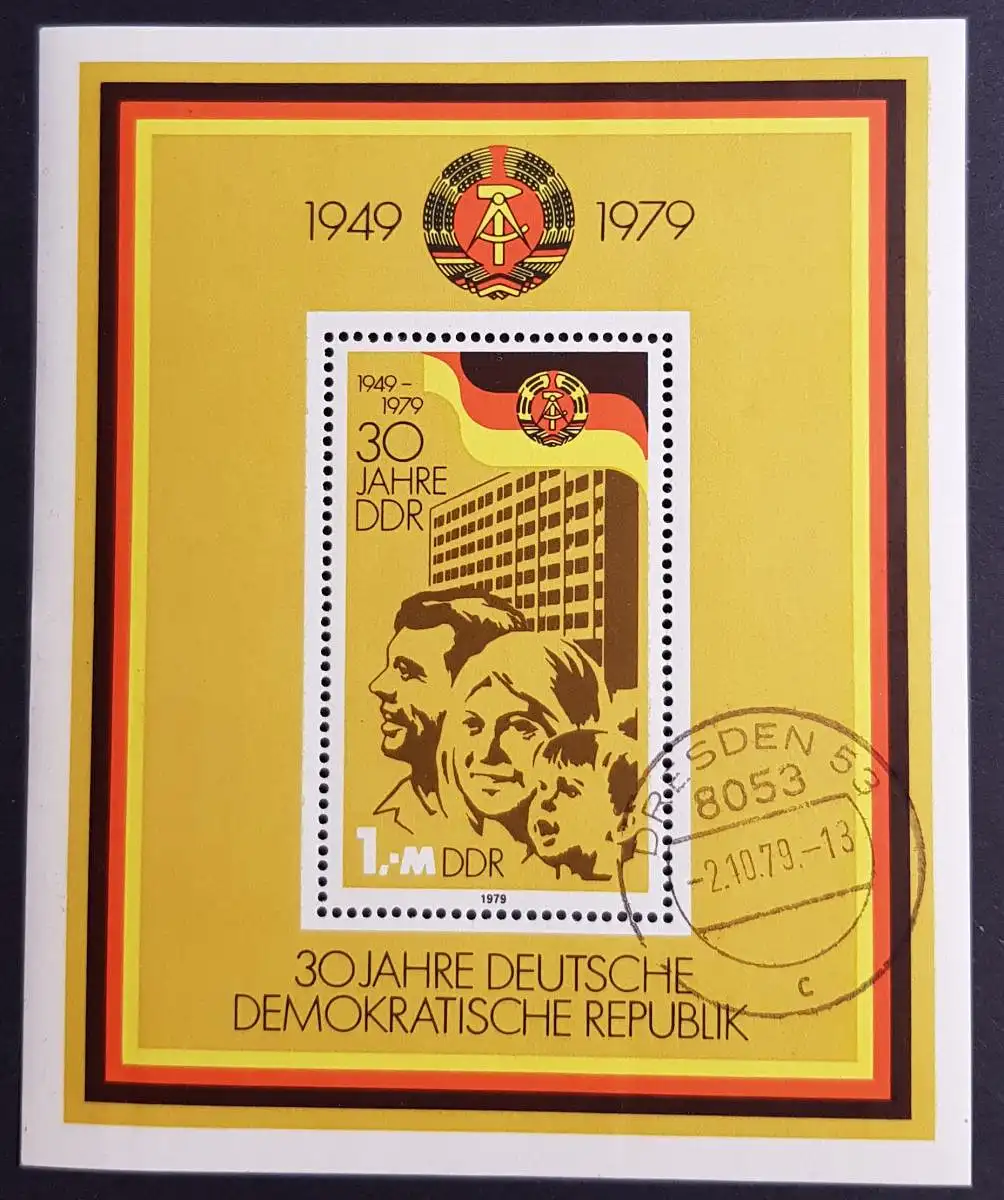 1949 1979
1949–
1979
30
JAHRE
DDR
1,-M DDR
1979
DRESDEN 53
8053
-2.10.79.-13
c
30 JAHRE DEUTSCHE
DEMOKRATISCHE REPUBLIK